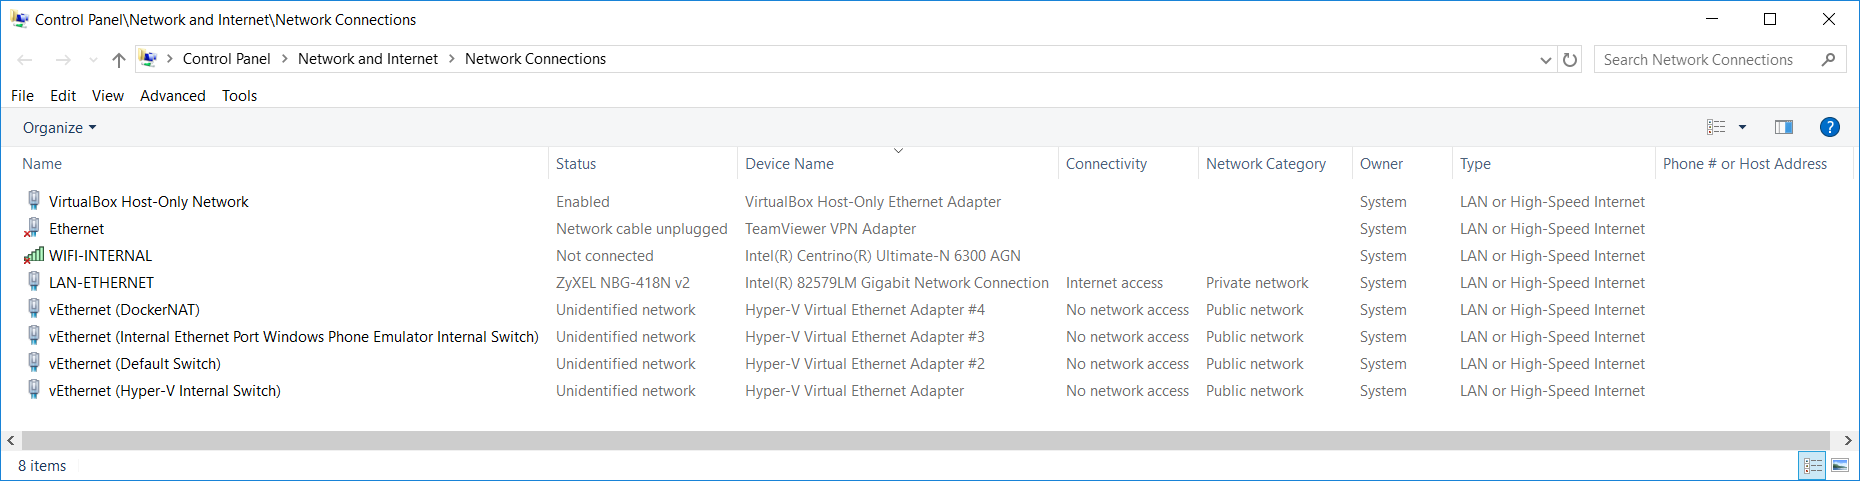 Control Panel\Network and Internet\Network Connections
Control Panel > Network and Internet > Network Connections Search Network Connections
File Edit View Advanced Tools
Organize ?
Name Status Device Name Connectivity Network Category Owner Type Phone # or Host Address
VirtualBox Host-Only Network Enabled VirtualBox Host-Only Ethernet Adapter System LAN or High-Speed Internet
Ethernet Network cable unplugged TeamViewer VPN Adapter System LAN or High-Speed Internet
WIFI-INTERNAL Not connected Intel(R) Centrino(R) Ultimate-N 6300 AGN System LAN or High-Speed Internet
LAN-ETHERNET ZyXEL NBG-418N v2 Intel(R) 82579LM Gigabit Network Connection Internet access Private network System LAN or High-Speed Internet
vEthernet (DockerNAT) Unidentified network Hyper-V Virtual Ethernet Adapter #4 No network access Public network System LAN or High-Speed Internet
vEthernet (Internal Ethernet Port Windows Phone Emulator Internal Switch) Unidentified network Hyper-V Virtual Ethernet Adapter #3 No network access Public network System LAN or High-Speed Internet
vEthernet (Default Switch) Unidentified network Hyper-V Virtual Ethernet Adapter #2 No network access Public network System LAN or High-Speed Internet
vEthernet (Hyper-V Internal Switch) Unidentified network Hyper-V Virtual Ethernet Adapter No network access Public network System LAN or High-Speed Internet
8 items